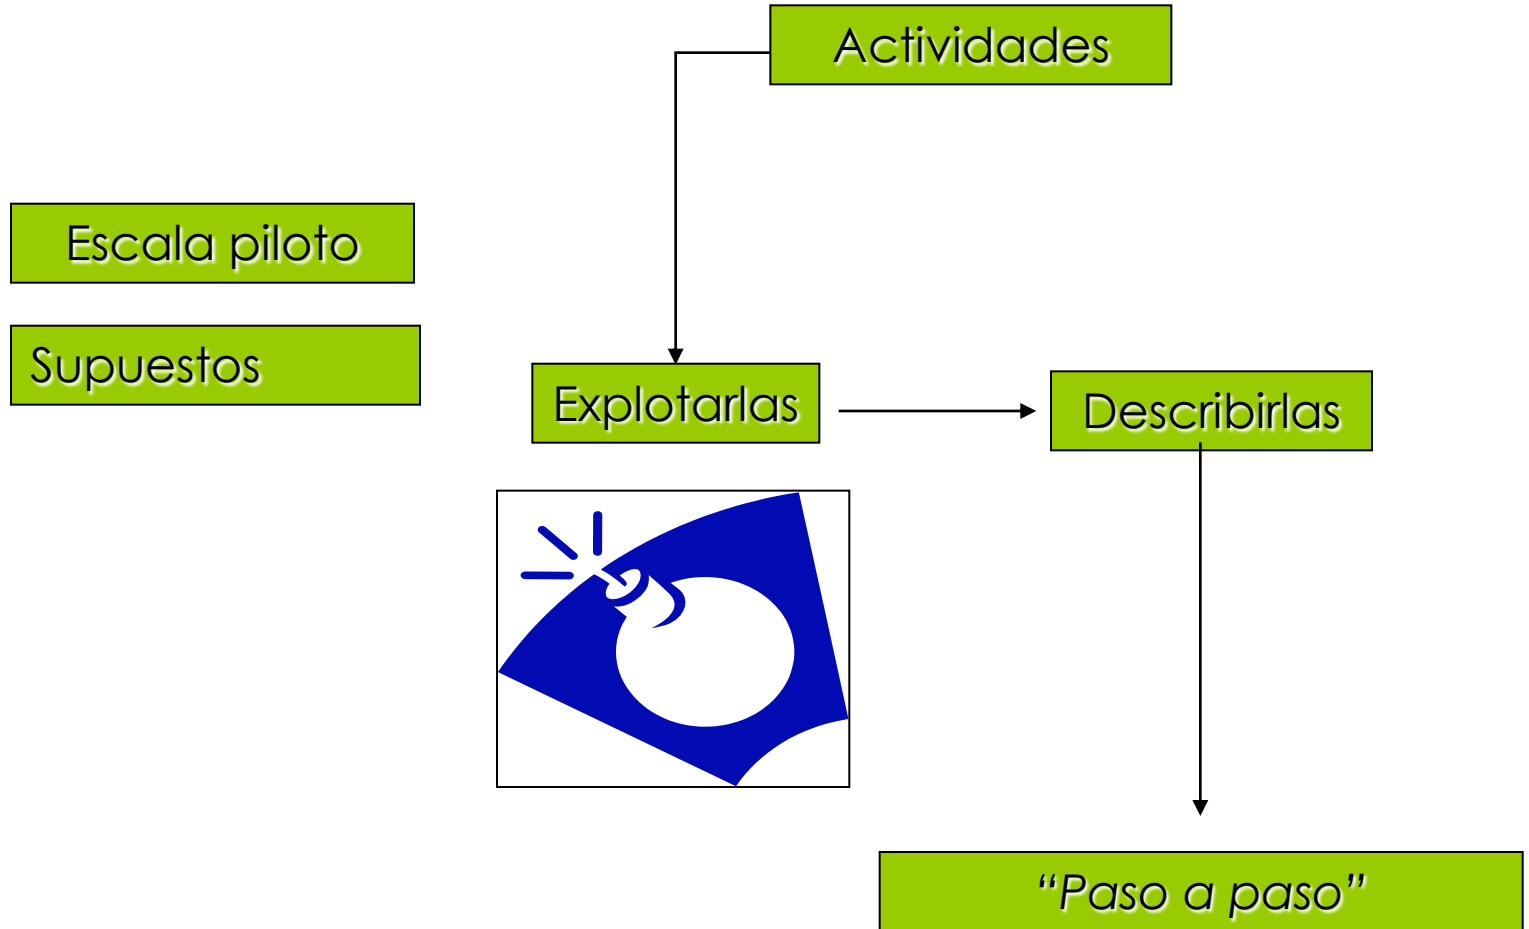 Actividades
Escala piloto
Supuestos
Explotarlas
Describirlas
“Paso a paso”